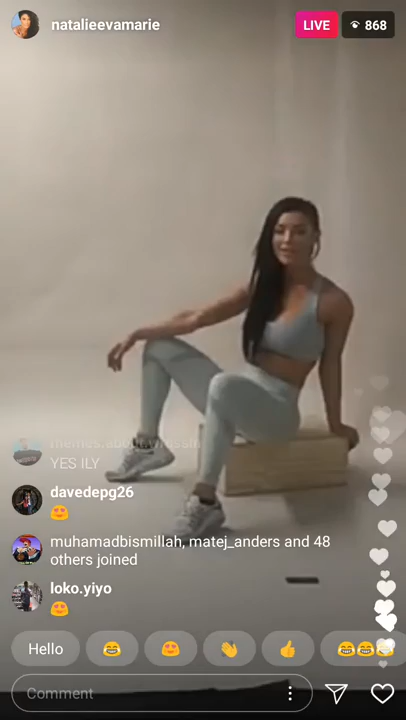 natalieevamarie
LIVE
868
YES ILY
davedepg26
😍
muhamadbismillah, matej_anders and 48
others joined
loko.yiyo
😍
Hello
😂
😍
👏
👍
😂😂😂
Comment